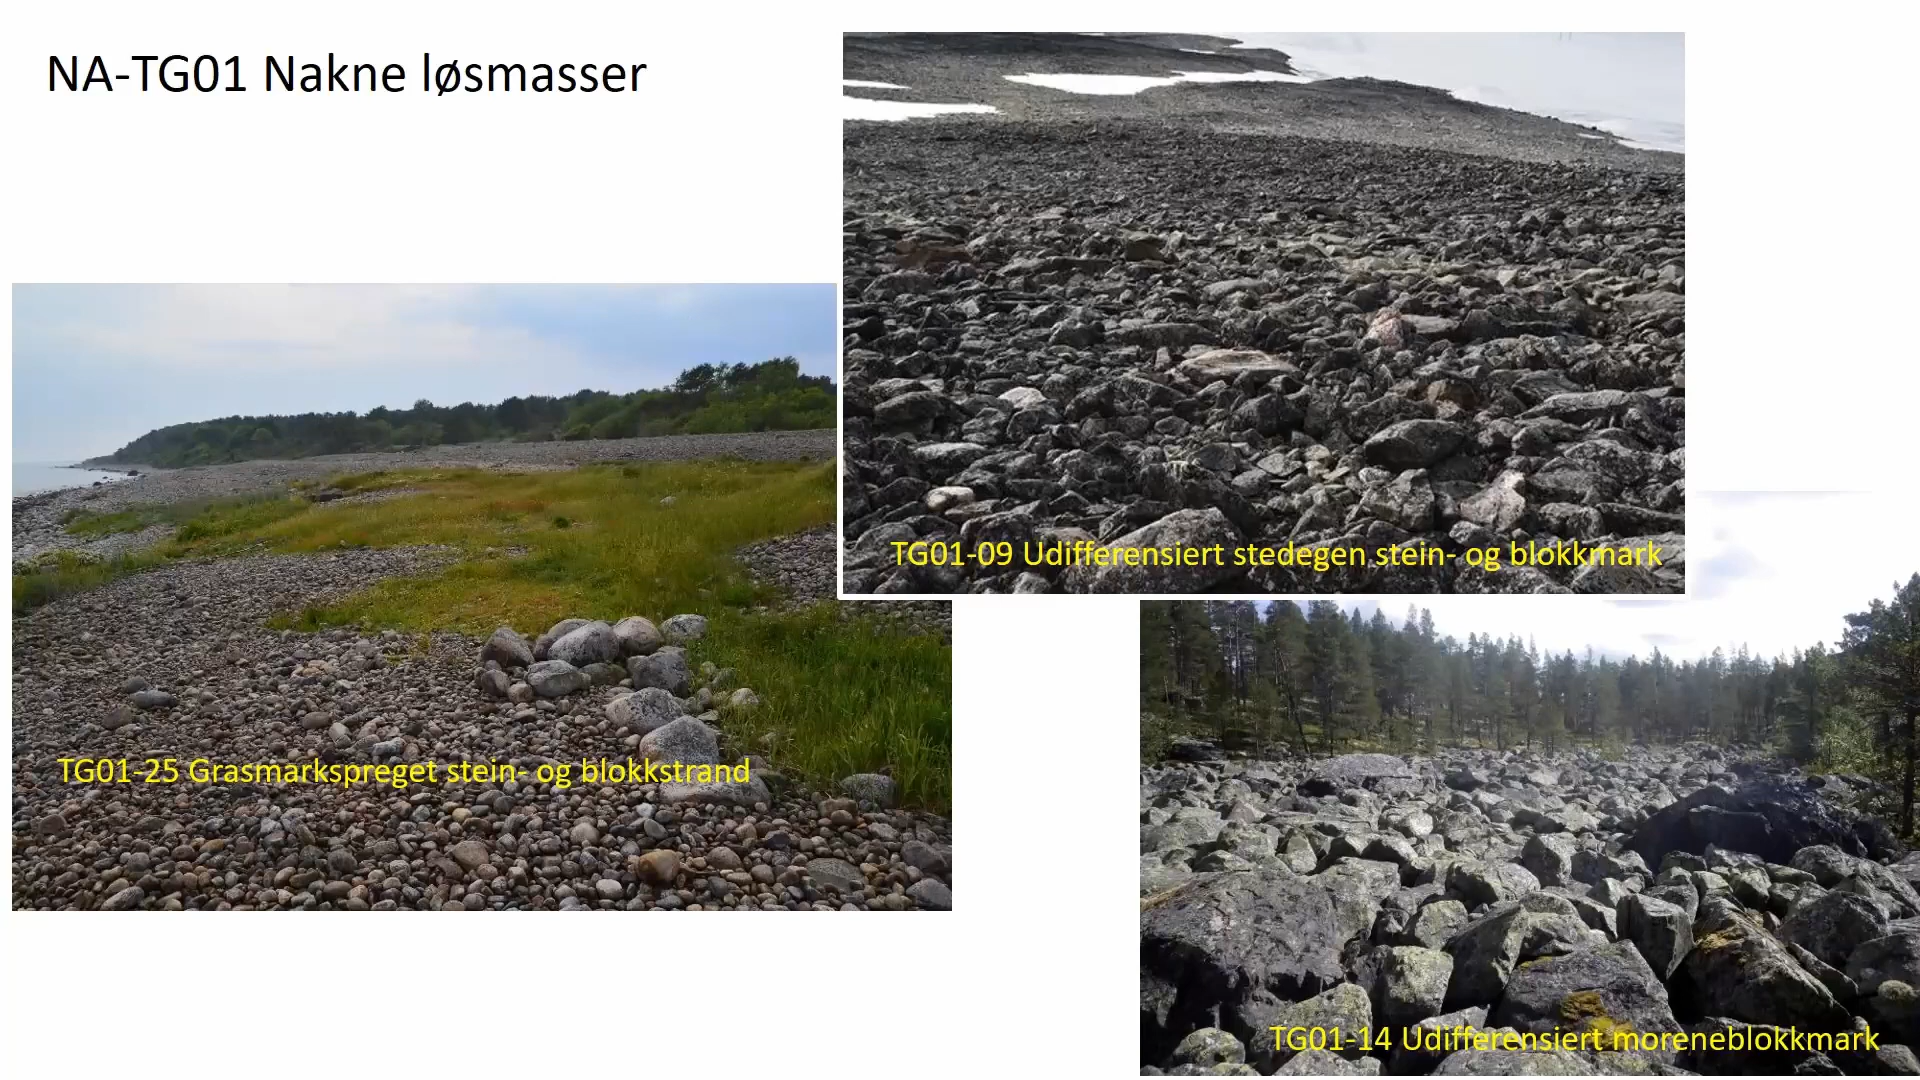 NA-TG01 Nakne løsmasser
TG01-09 Udifferensiert stedegen stein- og blokkmark
TG01-25 Grasmarkspreget stein- og blokkstrand
TG01-14 Udifferensiert moreneblokkmark